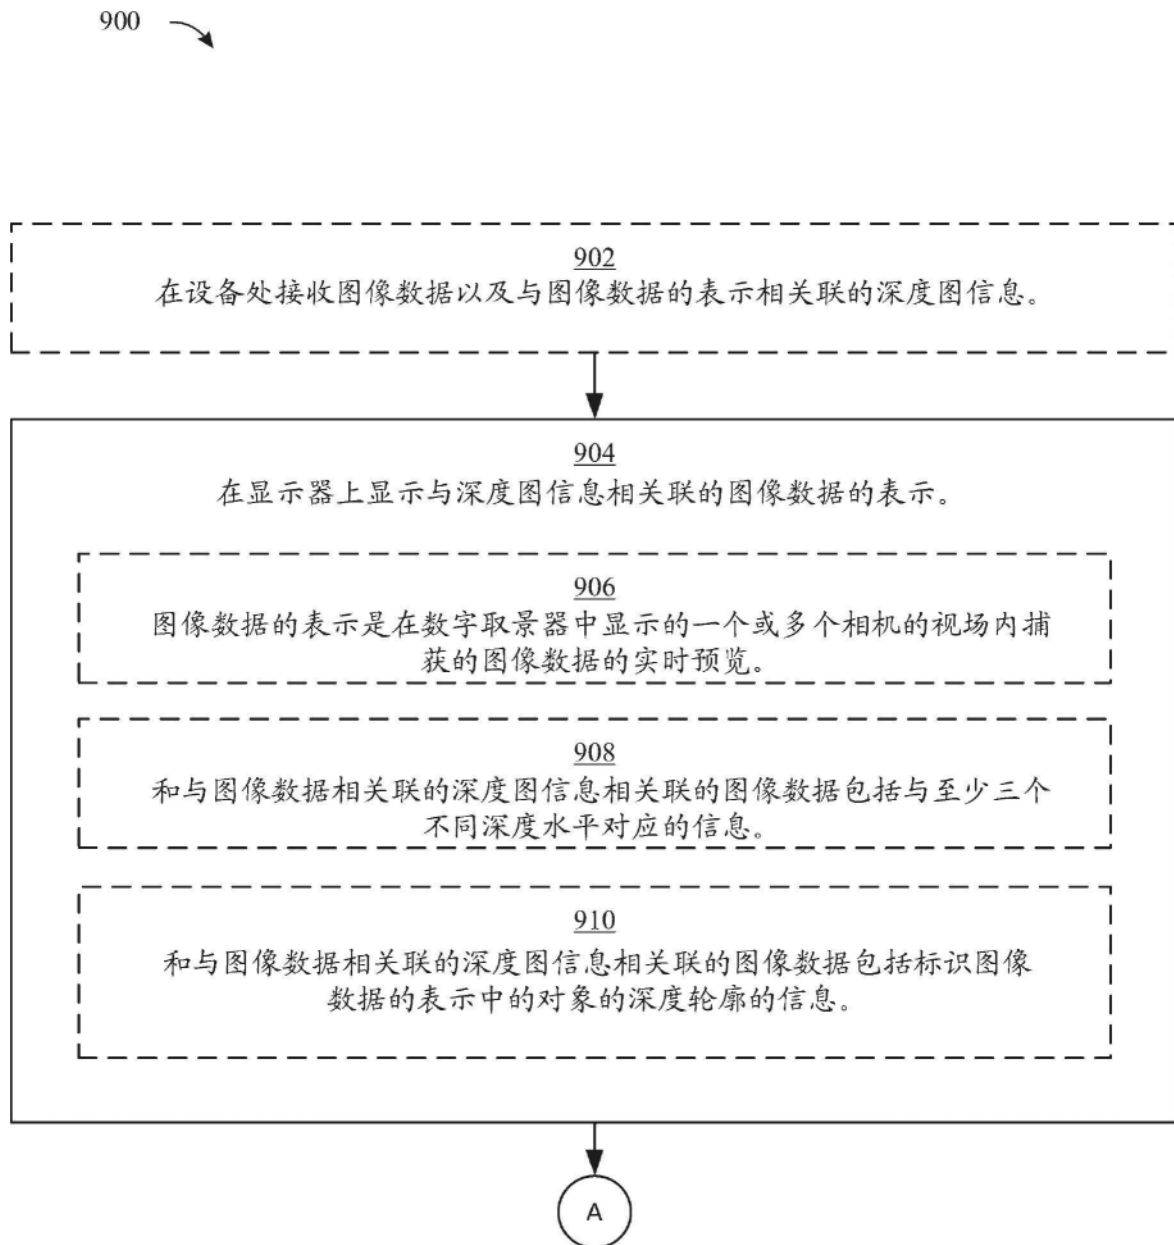 900
902
在设备处接收图像数据以及与图像数据的表示相关联的深度图信息。
904
在显示器上显示与深度图信息相关联的图像数据的表示。
906
图像数据的表示是在数字取景器中显示的一个或多个相机的视场内捕
获的图像数据的实时预览。
908
和与图像数据相关联的深度图信息相关联的图像数据包括与至少三个
不同深度水平对应的信息。
910
和与图像数据相关联的深度图信息相关联的图像数据包括标识图像
数据的表示中的对象的深度轮廓的信息。
A